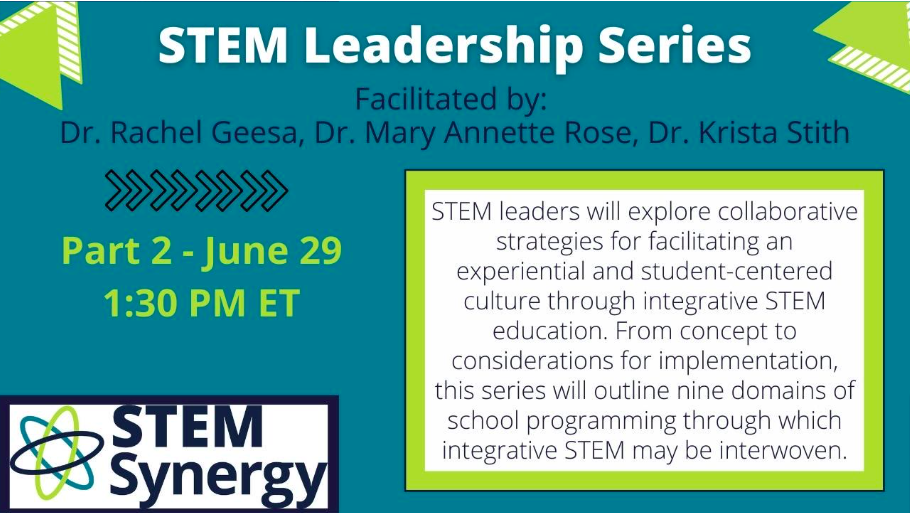 STEM Leadership Series
Facilitated by:
Dr. Rachel Geesa, Dr. Mary Annette Rose, Dr. Krista Stith
Part 2 - June 29
1:30 PM ET
STEM leaders will explore collaborative
strategies for facilitating an
experiential and student-centered
culture through integrative STEM
education. From concept to
considerations for implementation,
this series will outline nine domains of
school programming through which
integrative STEM may be interwoven.
STEM
Synergy